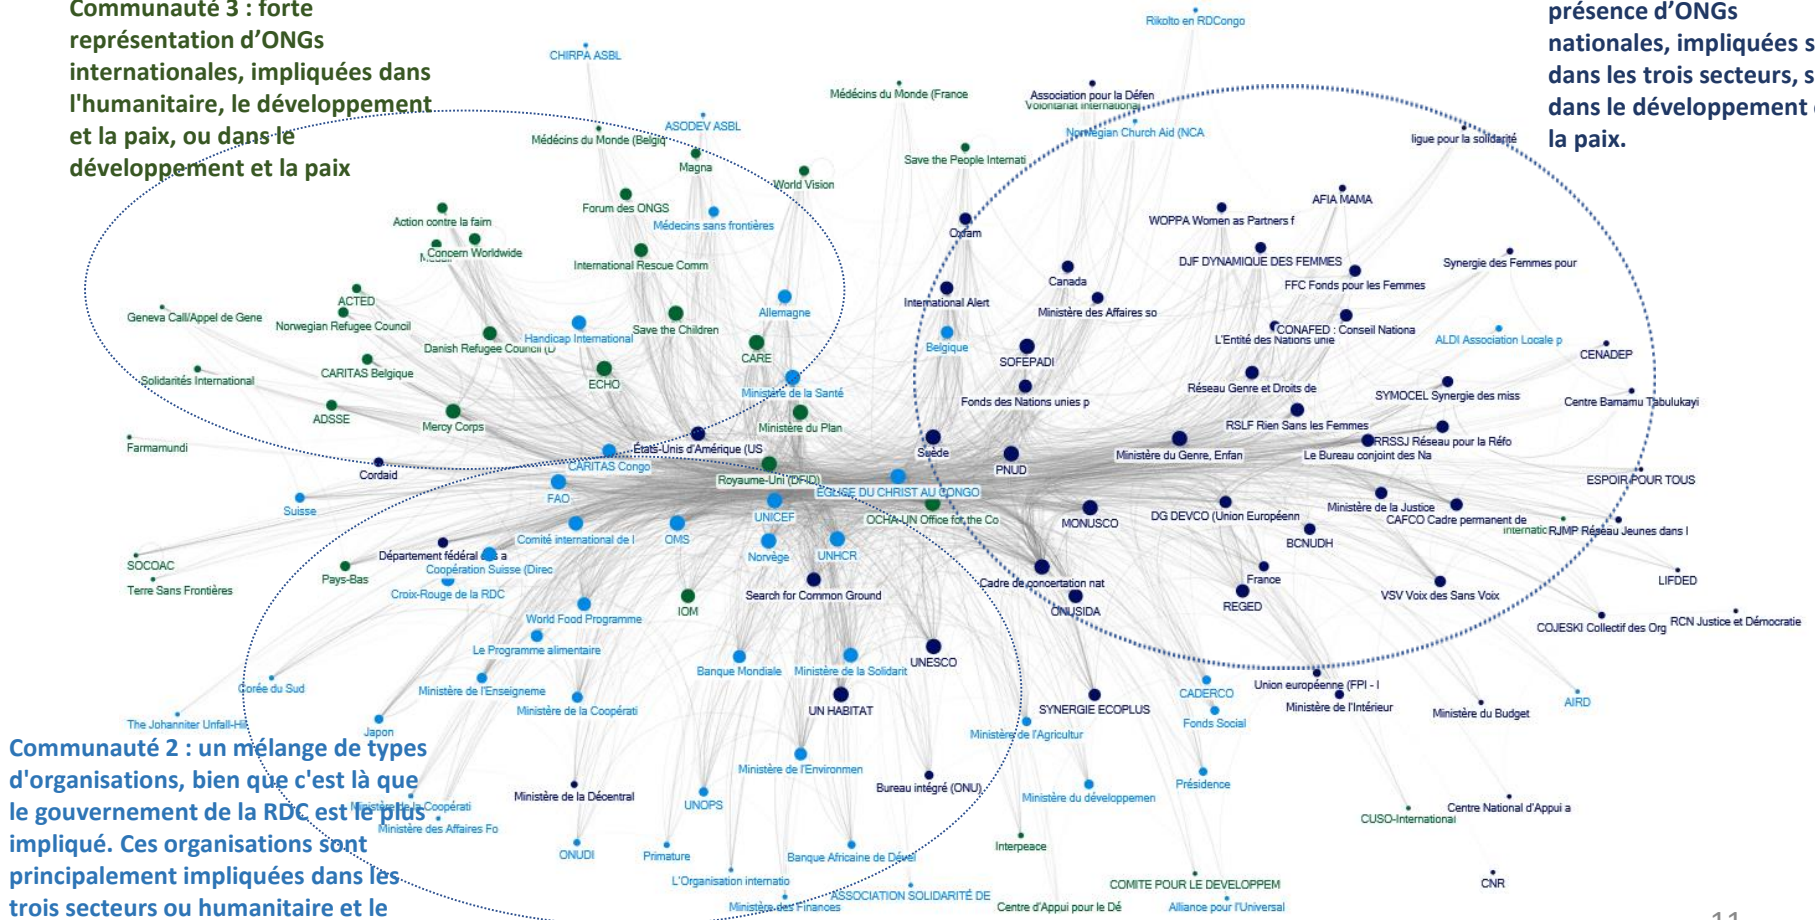 Communauté 3 : forte
représentation d'ONGs
internationales, impliquées dans
l'humanitaire, le développement
et la paix, ou dans le
développement et la paix
présence d'ONGs
nationales, impliquées s
dans les trois secteurs, s
dans le développement
la paix.
Rikolto en RDCongo
CHIRPA ASBL
Médécins du Monde (France
Association pour la Défen
Volontariat international
ASODEV ASBL
Norwegian Church Aid (NCA
Médécins du Monde (Belgiq
ligue pour la solidarité
Magna
Save the People Internati
World Vision
AFIA MAMA
Forum des ONGS
Action contre la faim
Médecins sans frontières
WOPPA Women as Partners f
Oxfam
Concern Worldwide
International Rescue Comm
DJF DYNAMIQUE DES FEMMES
Synergie des Femmes pour
Canada
FFC Fonds pour les Femmes
ACTED
International Alert
Allemagne
Ministère des Affaires so
Geneva Call/Appel de Gene
Norwegian Refugee Council
Save the Children
Handicap International
CONAFED : Conseil Nationa
L'Entité des Nations unie
ALDI Association Locale p
Danish Refugee Council (D
Belgique
CARE
SOFEPADI
CENADEP
CARITAS Belgique
Solidarités International
ECHO
Ministère de la Santé
Réseau Genre et Droits de
SYMOCEL Synergie des miss
Fonds des Nations unies p
Centre Bamamu Tabulukayi
ADSSE
Mercy Corps
Ministère du Plan
RSLF Rien Sans les Femmes
Farmamundi
États-Unis d'Amérique (US
Suède
RRSSJ Réseau pour la Réfo
Ministère du Genre, Enfan
Le Bureau conjoint des Na
CARITAS Congo
PNUD
Cordaid
Royaume-Uni (DFID)
ESPOIR POUR TOUS
EGLISE DU CHRIST AU CONGO
FAO
Suisse
UNICEF
OCHA-UN Office for the Co
MONUSCO
DG DEVCO (Union Européenn
Ministère de la Justice
CAFCO Cadre permanent de
Internatic
RJMP Réseau Jeunes dans l
Comité international de l
OMS
BCNUDH
Norvège
UNHCR
Département fédéral des a
SOCOAC
Coopération Suisse (Direc
Pays-Bas
Cadre de concertation nat
France
LIFDED
Terre Sans Frontières
Croix-Rouge de la RDC
Search for Common Ground
VSV Voix des Sans Voix
IOM
ONUSIDA
REGED
World Food Programme
COJESKI Collectif des Org
RCN Justice et Démocratie
Le Programme alimentaire
UNESCO
Banque Mondiale
Ministère de la Solidarit
Corée du Sud
Ministère de l'Enseigneme
Union européenne (FPI - I
CADERCO
AIRD
Ministère de la Coopérati
UN HABITAT
SYNERGIE ECOPLUS
Ministère de l'Intérieur
Ministère du Budget
The Johanniter Unfall-Hil
Fonds Social
Japon
Ministère de l'Agricultur
Communauté 2 : un mélange de types
d'organisations, bien que c'est là que
le gouvernement de la RDC est le plus
impliqué. Ces organisations sont
principalement impliquées dans les
trois secteurs ou humanitaire et le
Ministère de l'Environmen
Bureau intégré (ONU)
Présidence
Ministère de la Décentral
Ministère du développemen
Ministère de la Coopérati
UNOPS
Centre National d'Appui a
CUSO-International
Ministère des Affaires Fo
Interpeace
ONUDI
Primature
Banque Africaine de Dével
L'Organisation internatio
COMITE POUR LE DEVELOPPEM
CNR
ASSOCIATION SOLIDARITÉ DE
Ministère des Finances
Centre d'Appui pour le Dé
Alliance pour l'Universal
11